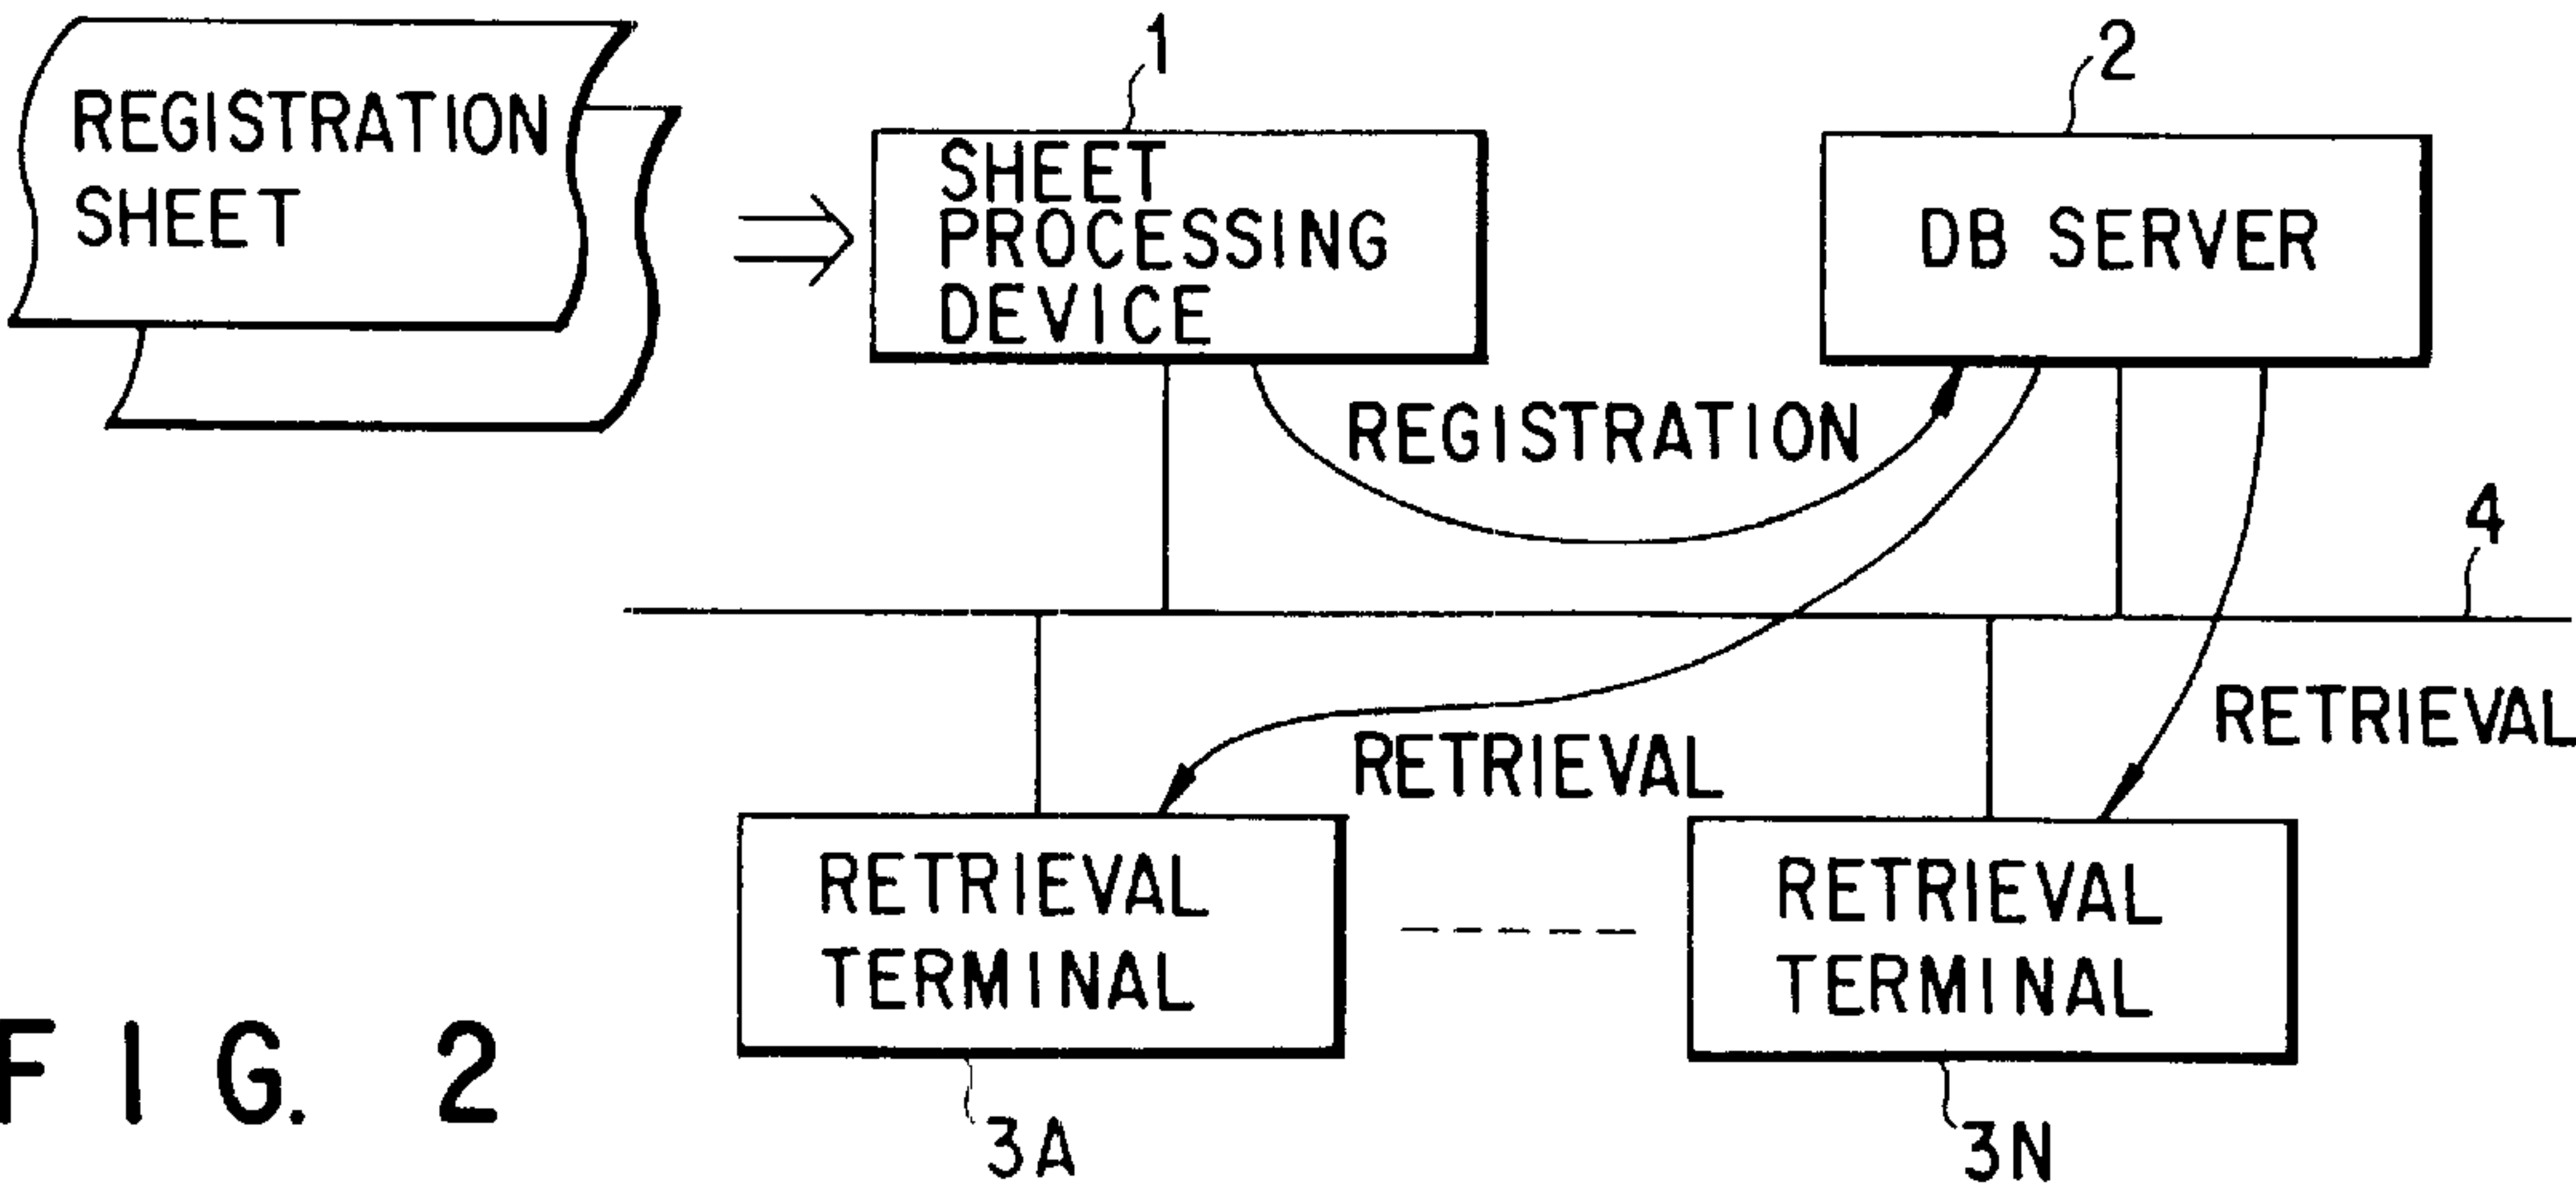 1
2
REGISTRATION
SHEET
SHEET
PROCESSING
DEVICE
DB SERVER
REGISTRATION
4
RETRIEVAL
RETRIEVAL
RETRIEVAL
TERMINAL
RETRIEVAL
TERMINAL
3A
3N
FIG. 2